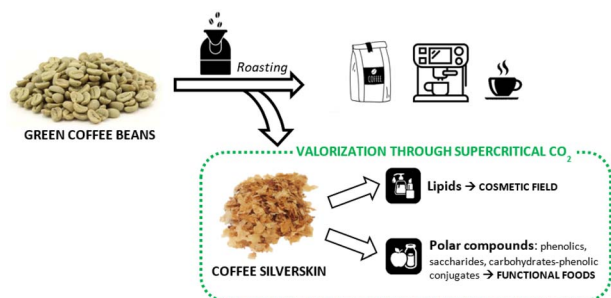 Roasting
COFFEE
GREEN COFFEE BEANS
VALORIZATION THROUGH SUPERCRITICAL CO2
Lipids → COSMETIC FIELD
Polar compounds: phenolics,
saccharides, carbohydrates-phenolic
conjugates → FUNCTIONAL FOODS
COFFEE SILVERSKIN